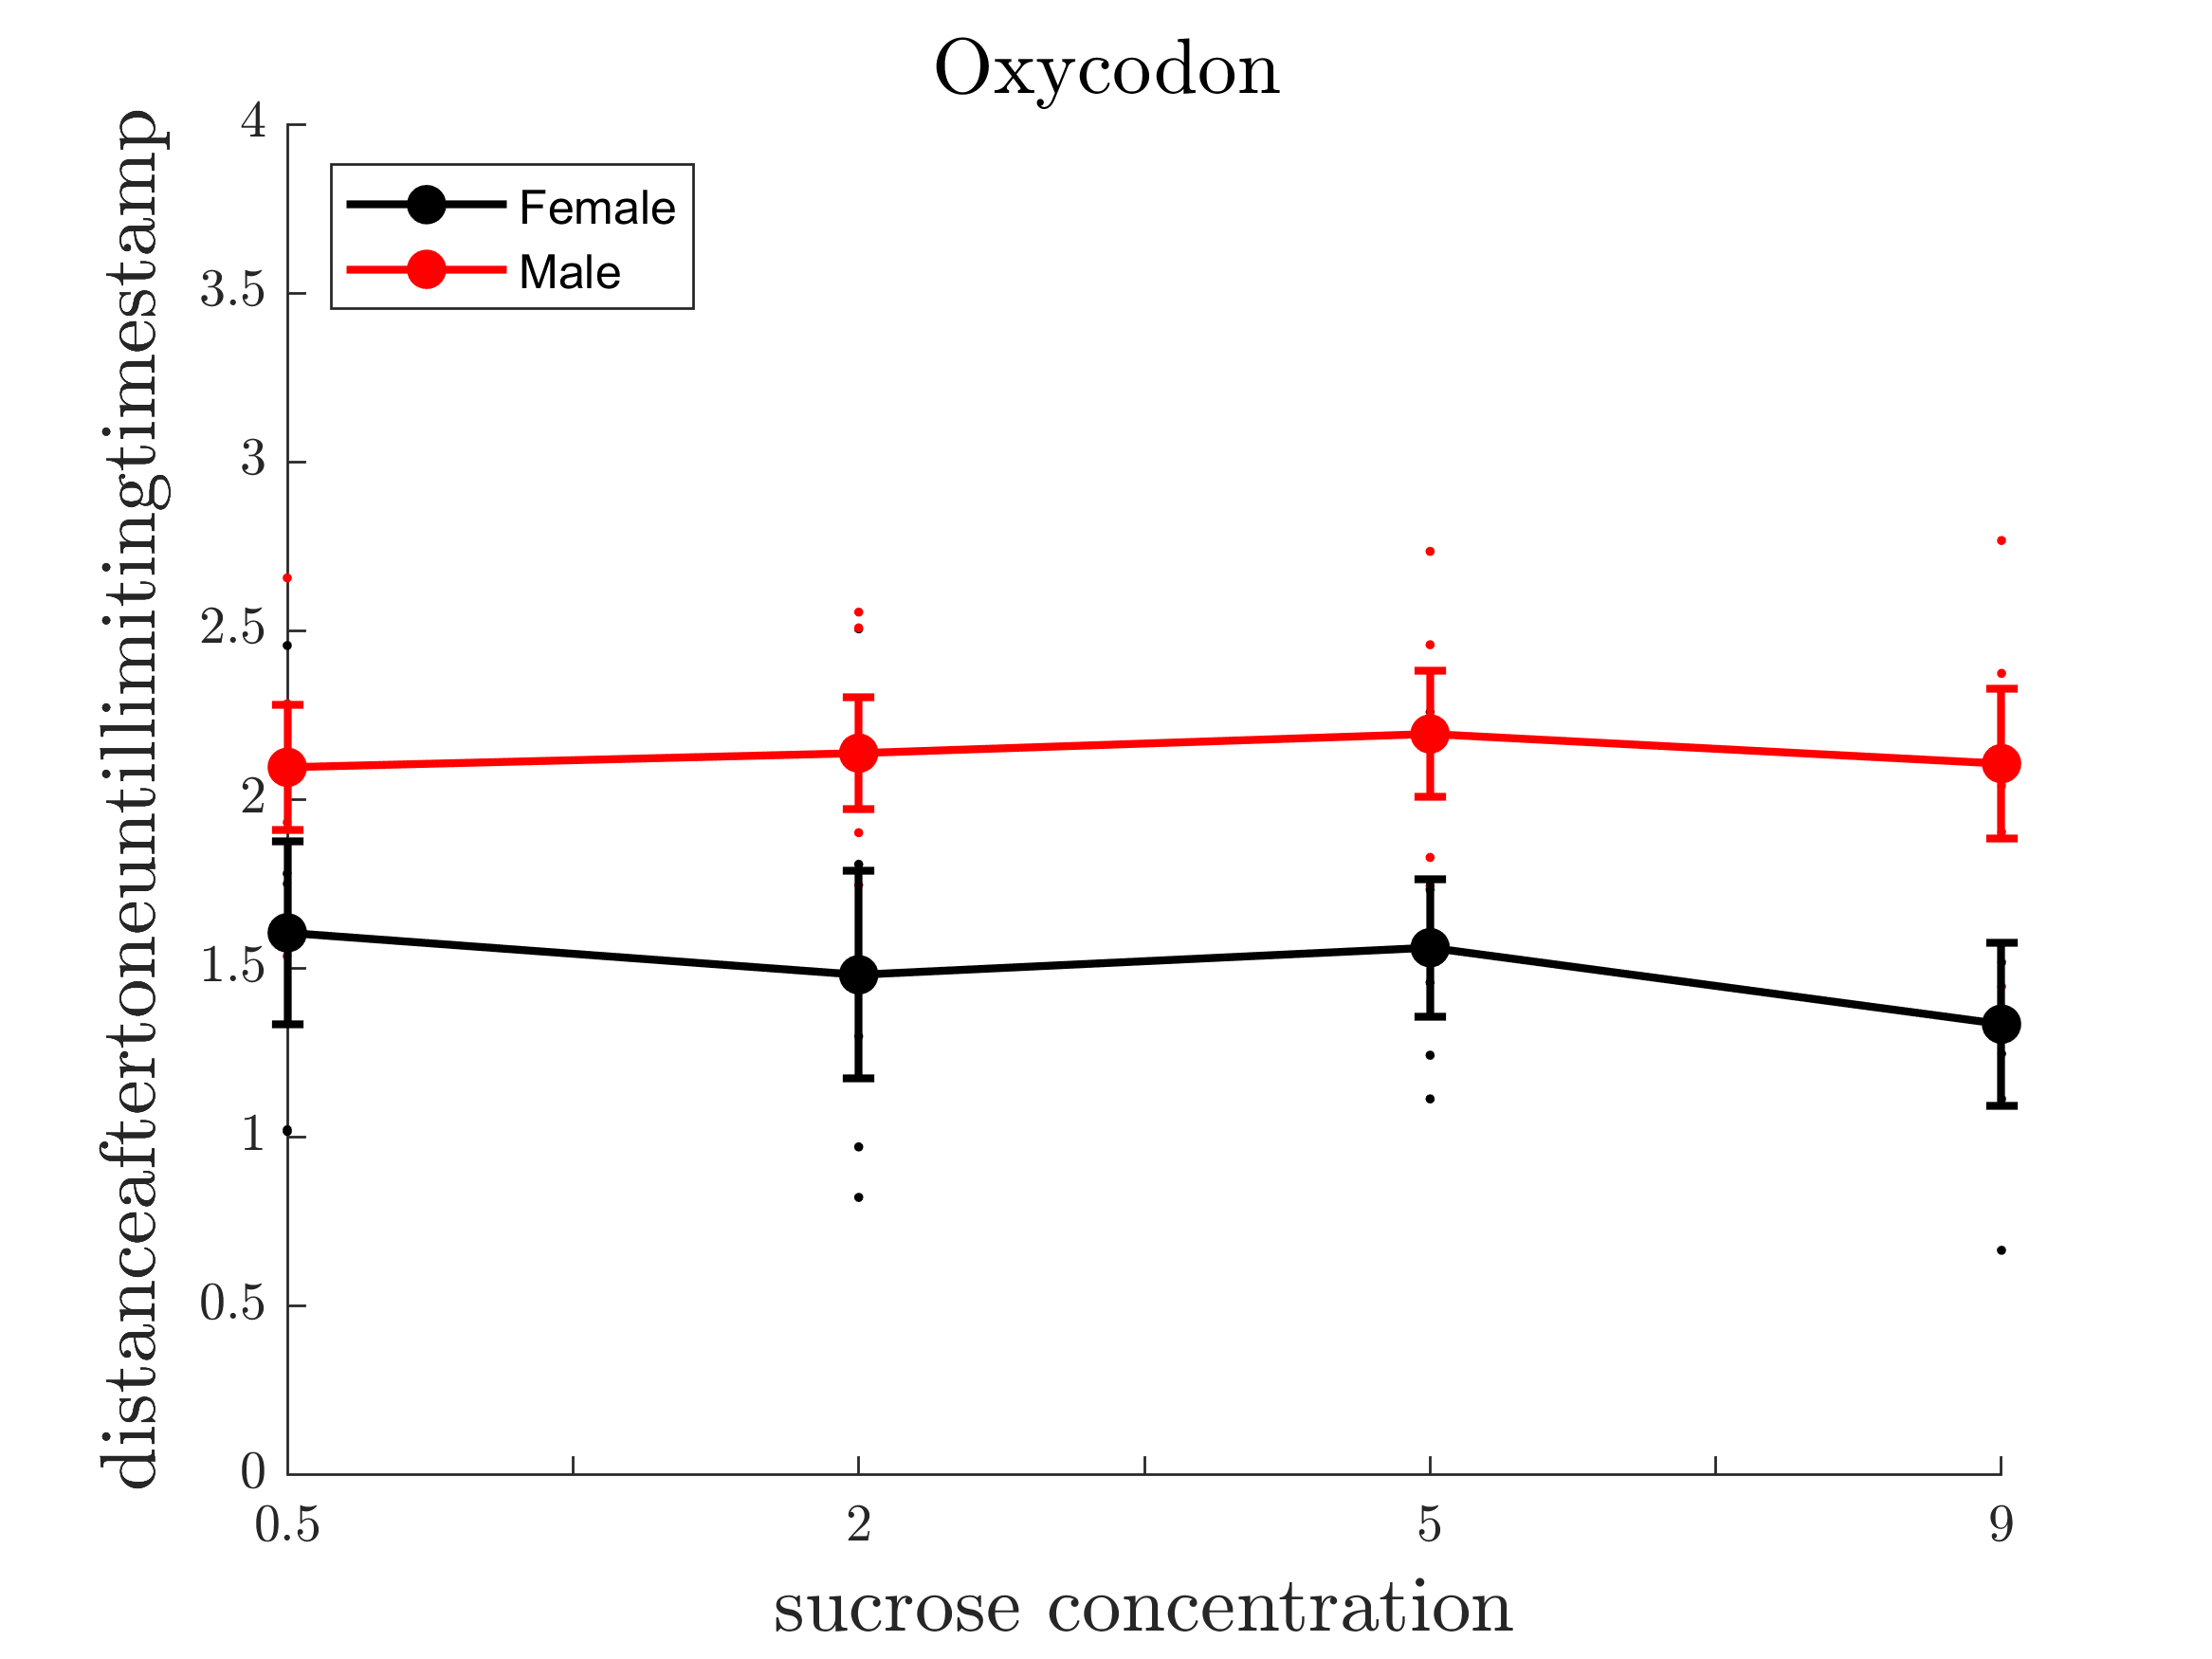 Oxycodon
distanceaftertoneuntillimitingtimestamp
4
3.5
3
2.5
2
1.5
1
0.5
0
Female
Male
0.5 2 5 9
sucrose concentration